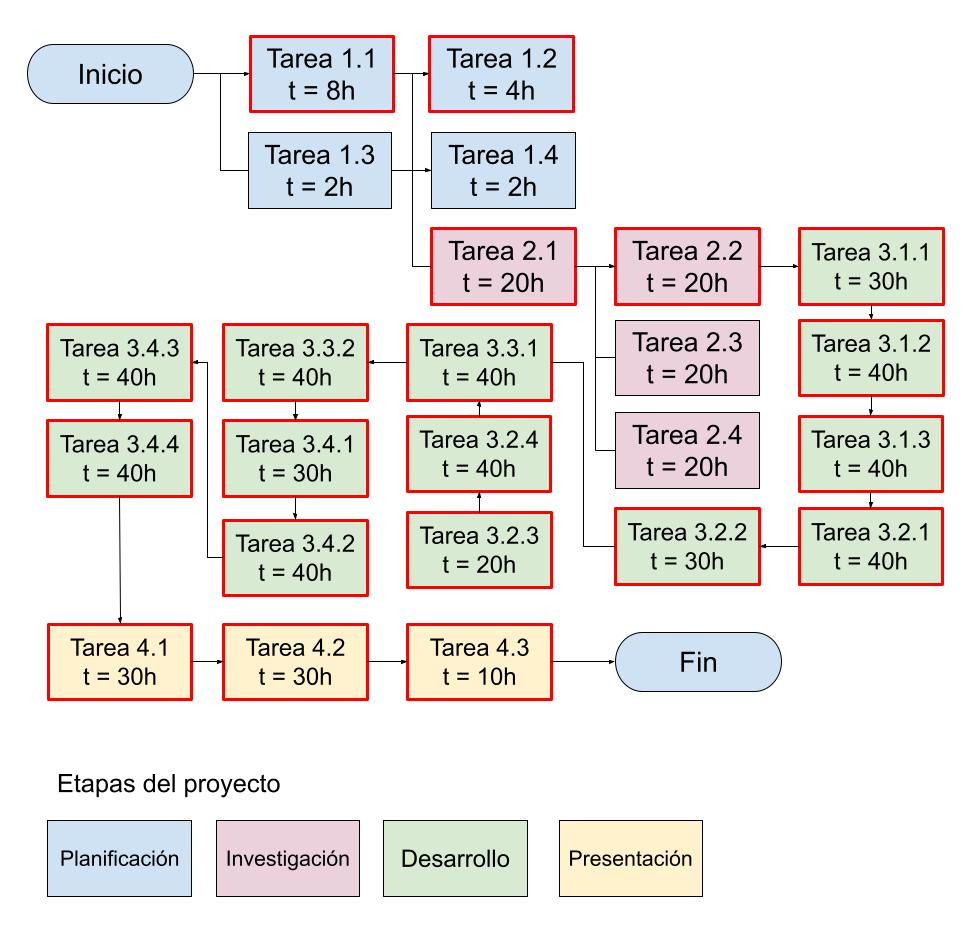 Inicio
Tarea 1.1
t = 8h
Tarea 1.2
t = 4h
Tarea 1.3
t = 2h
Tarea 1.4
t = 2h
Tarea 2.1
t = 20h
Tarea 2.2
t = 20h
Tarea 3.1.1
t = 30h
Tarea 3.4.3
t = 40h
Tarea 3.3.2
t = 40h
Tarea 3.3.1
t = 40h
Tarea 2.3
t = 20h
Tarea 3.1.2
t = 40h
Tarea 3.4.4
t = 40h
Tarea 3.4.1
t = 30h
Tarea 3.2.4
t = 40h
Tarea 2.4
t = 20h
Tarea 3.1.3
t = 40h
Tarea 3.4.2
t = 40h
Tarea 3.2.3
t = 20h
Tarea 3.2.2
t = 30h
Tarea 3.2.1
t = 40h
Tarea 4.1
t = 30h
Tarea 4.2
t = 30h
Tarea 4.3
t = 10h
Fin
Etapas del proyecto
Planificación
Investigación
Desarrollo
Presentación